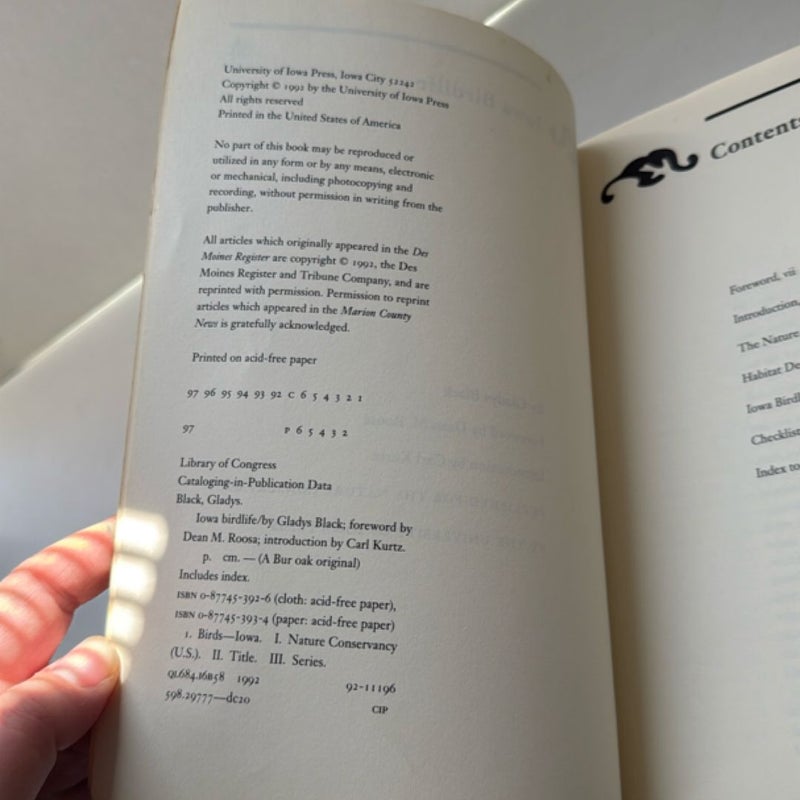 University of Iowa Press, Iowa City 52242
Copyright © 1992 by the University of Iowa Press
All rights reserved
Printed in the United States of America
No part of this book may be reproduced or
utilized in any form or by any means, electronic
or mechanical, including photocopying and
recording, without permission in writing from the
publisher.
All articles which originally appeared in the Des
Moines Register are copyright © 1992, the Des
Moines Register and Tribune Company, and are
reprinted with permission. Permission to reprint
articles which appeared in the Marion County
News is gratefully acknowledged.
Printed on acid-free paper
97 96 95 94 93 92 C 6 5 4 3 2 1
97 P 6 5 4 3 2
Library of Congress
Cataloging-in-Publication Data
Black, Gladys.
Iowa birdlife/by Gladys Black; foreword by
Dean M. Roosa; introduction by Carl Kurtz.
p. cm. — (A Bur oak original)
Includes index.
ISBN 0-87745-392-6 (cloth: acid-free paper),
ISBN 0-87745-393-4 (paper: acid-free paper)
1. Birds—Iowa. I. Nature Conservancy
(U.S.). II. Title. III. Series.
QL684.I6B58 1992
92-11196
598.29777—dc20
CIP
Contents
Foreword, vii
Introduction,
The Nature
Habitat De
Iowa Birdl
Checklist
Index to